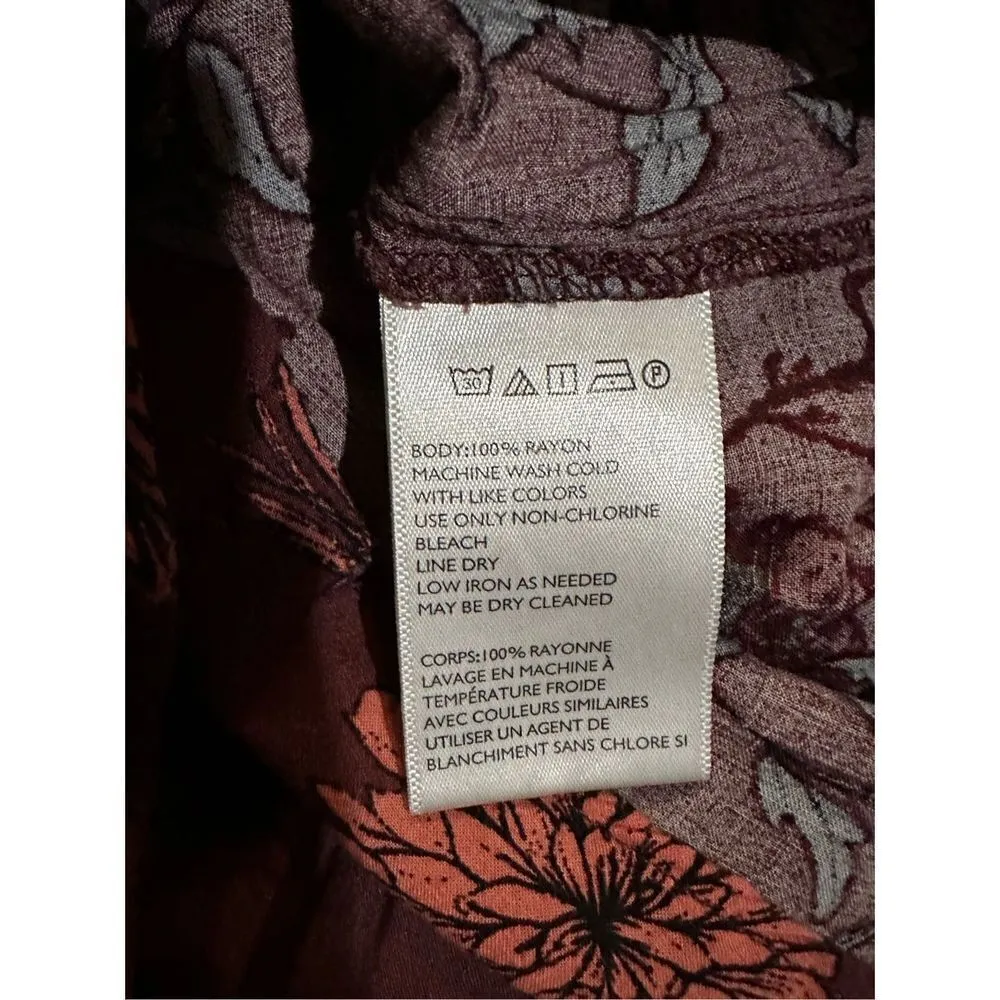 30 P
BODY:100% RAYON
MACHINE WASH COLD
WITH LIKE COLORS
USE ONLY NON-CHLORINE
BLEACH
LINE DRY
LOW IRON AS NEEDED
MAY BE DRY CLEANED
CORPS:100% RAYONNE
LAVAGE EN MACHINE À
TEMPÉRATURE FROIDE
AVEC COULEURS SIMILAIRES
UTILISER UN AGENT DE
BLANCHIMENT SANS CHLORE SI